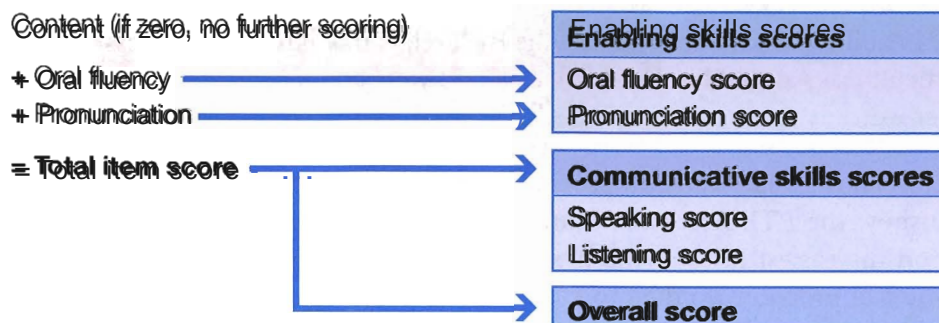 Content (if zero, no further scoring)
+ Oral fluency
+ Pronunciation
= Total item score
Enabling skills scores
Oral fluency score
Pronunciation score
Communicative skills scores
Speaking score
Listening score
Overall score